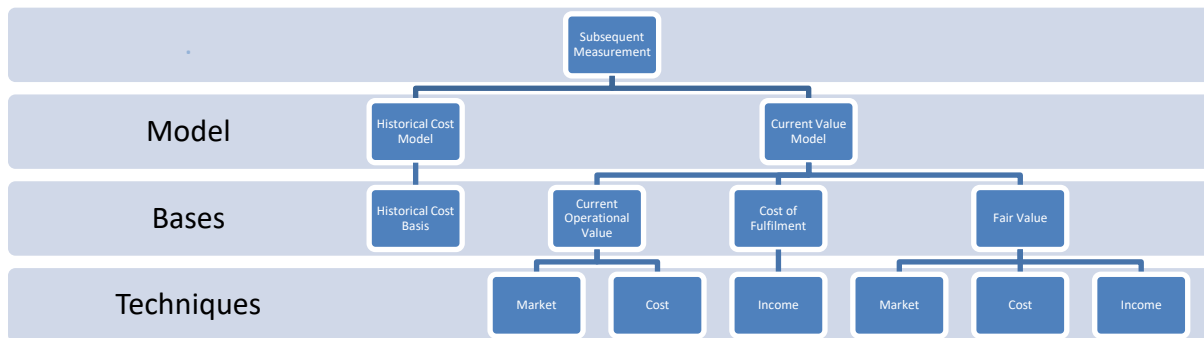 Subsequent
Measurement
Model
Historical Cost
Model
Current Value
Model
Bases
Historical Cost
Basis
Current
Operational
Value
Cost of
Fulfilment
Fair Value
Techniques
Market
Cost
Income
Market
Cost
Income